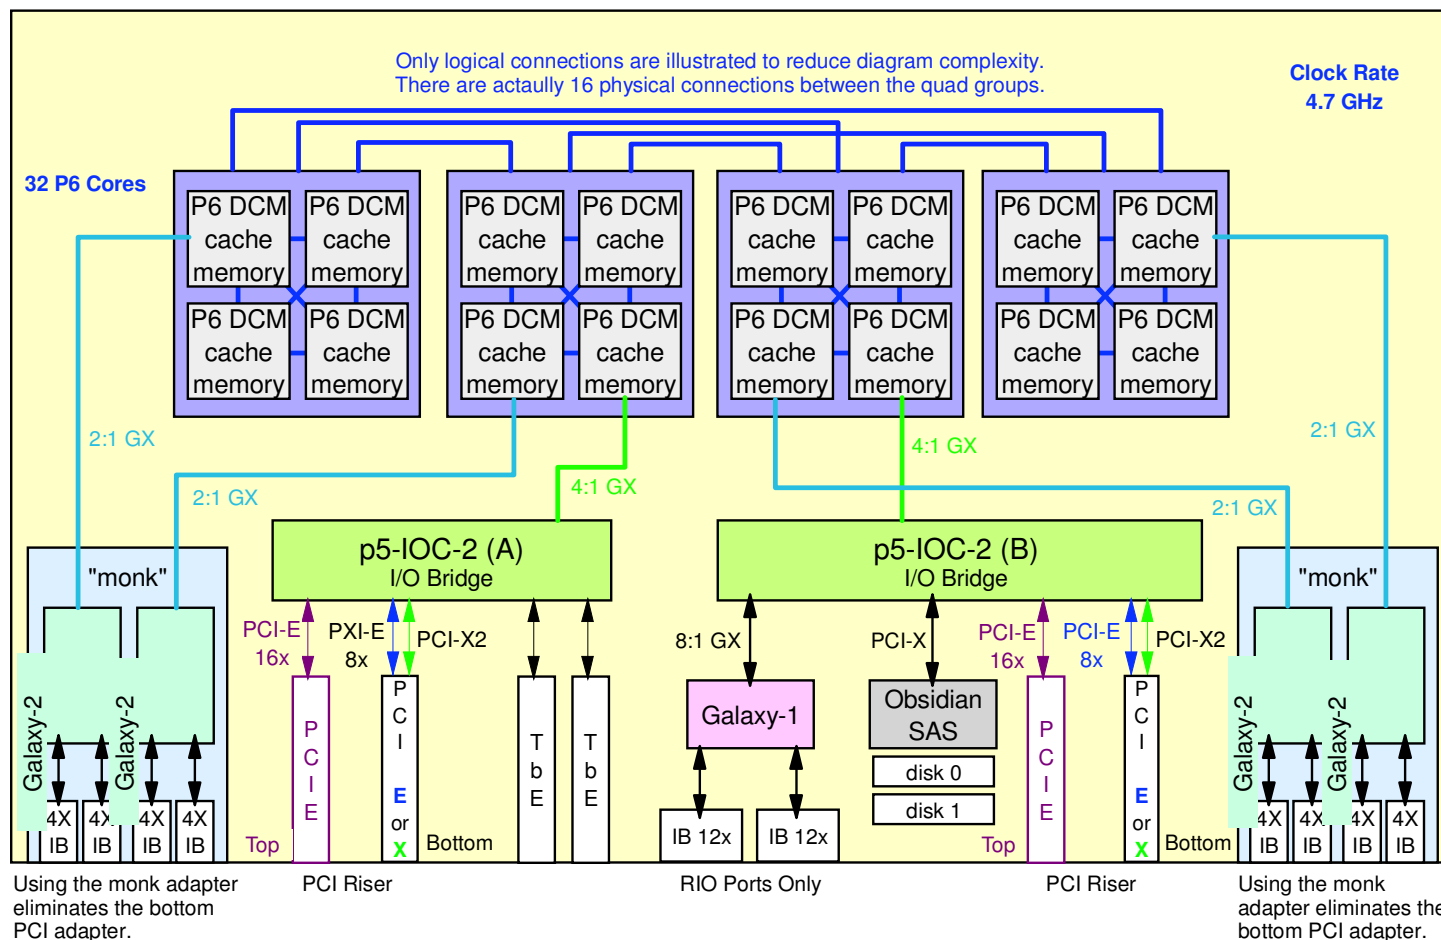 Only logical connections are illustrated to reduce diagram complexity.
There are actaully 16 physical connections between the quad groups.
Clock Rate
4.7 GHz
32 P6 Cores
P6 DCM
cache
memory
P6 DCM
cache
memory
P6 DCM
cache
memory
P6 DCM
cache
memory
P6 DCM
cache
memory
P6 DCM
cache
memory
P6 DCM
cache
memory
P6 DCM
cache
memory
P6 DCM
cache
memory
P6 DCM
cache
memory
P6 DCM
cache
memory
P6 DCM
cache
memory
P6 DCM
cache
memory
P6 DCM
cache
memory
P6 DCM
cache
memory
P6 DCM
cache
memory
2:1 GX
2:1 GX
4:1 GX
4:1 GX
2:1 GX
2:1 GX
p5-IOC-2 (A)
I/O Bridge
p5-IOC-2 (B)
I/O Bridge
"monk"
Galaxy-2
Galaxy-2
4X
IB
4X
IB
4X
IB
4X
IB
PCI-E
16x
PXI-E
8x
PCI-X2
PCIE
Top
PCI
E
or
X
Bottom
TbE
TbE
8:1 GX
Galaxy-1
IB 12x
IB 12x
PCI-X
Obsidian
SAS
disk 0
disk 1
PCI-E
16x
PCI-E
8x
PCI-X2
PCIE
Top
PCI
E
or
X
Bottom
"monk"
Galaxy-2
Galaxy-2
4X
IB
4X
IB
4X
IB
4X
IB
Using the monk adapter
eliminates the bottom
PCI adapter.
PCI Riser
RIO Ports Only
PCI Riser
Using the monk
adapter eliminates the
bottom PCI adapter.